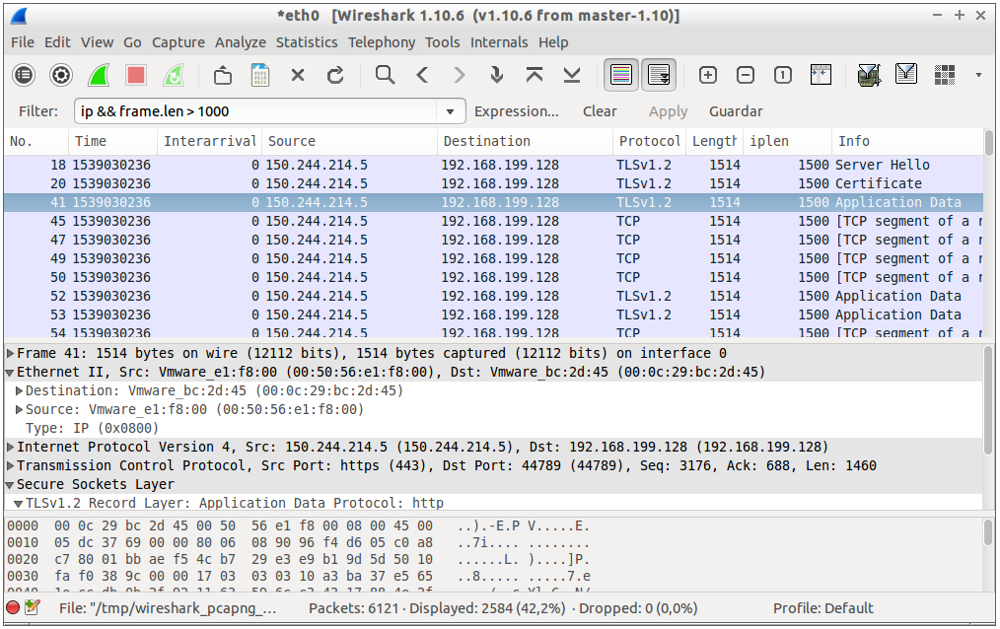 *eth0 [Wireshark 1.10.6 (v1.10.6 from master-1.10)]
File Edit View Go Capture Analyze Statistics Telephony Tools Internals Help
Filter: ip && frame.len > 1000 Expression... Clear Apply Guardar
No. Time Interarrival Source Destination Protocol Length iplen Info
18 1539030236 0 150.244.214.5 192.168.199.128 TLSv1.2 1514 1500 Server Hello
20 1539030236 0 150.244.214.5 192.168.199.128 TLSv1.2 1514 1500 Certificate
41 1539030236 0 150.244.214.5 192.168.199.128 TLSv1.2 1514 1500 Application Data
45 1539030236 0 150.244.214.5 192.168.199.128 TCP 1514 1500 [TCP segment of a r
47 1539030236 0 150.244.214.5 192.168.199.128 TCP 1514 1500 [TCP segment of a r
49 1539030236 0 150.244.214.5 192.168.199.128 TCP 1514 1500 [TCP segment of a r
50 1539030236 0 150.244.214.5 192.168.199.128 TCP 1514 1500 [TCP segment of a r
52 1539030236 0 150.244.214.5 192.168.199.128 TLSv1.2 1514 1500 Application Data
53 1539030236 0 150.244.214.5 192.168.199.128 TLSv1.2 1514 1500 Application Data
54 1539030236 0 150.244.214.5 192.168.199.128 TCP 1514 1500 [TCP segment of a r
Frame 41: 1514 bytes on wire (12112 bits), 1514 bytes captured (12112 bits) on interface 0
Ethernet II, Src: Vmware_e1:f8:00 (00:50:56:e1:f8:00), Dst: Vmware_bc:2d:45 (00:0c:29:bc:2d:45)
Destination: Vmware_bc:2d:45 (00:0c:29:bc:2d:45)
Source: Vmware_e1:f8:00 (00:50:56:e1:f8:00)
Type: IP (0x0800)
Internet Protocol Version 4, Src: 150.244.214.5 (150.244.214.5), Dst: 192.168.199.128 (192.168.199.128)
Transmission Control Protocol, Src Port: https (443), Dst Port: 44789 (44789), Seq: 3176, Ack: 688, Len: 1460
Secure Sockets Layer
TLSv1.2 Record Layer: Application Data Protocol: http
0000 00 0c 29 bc 2d 45 00 50 56 e1 f8 00 08 00 45 00 ..).-E.P V.....E.
0010 05 dc 37 69 00 00 80 06 08 90 96 f4 d6 05 c0 a8 ..7i.... ........
0020 c7 80 01 bb ae f5 4c b7 29 e3 e9 b1 9d 5d 50 10 ......L. )....]P.
0030 fa f0 38 9c 00 00 17 03 03 03 10 a3 ba 37 e5 65 ..8..... .....7.e
File: "/tmp/wireshark_pcapng_... Packets: 6121 · Displayed: 2584 (42,2%) · Dropped: 0 (0,0%) Profile: Default